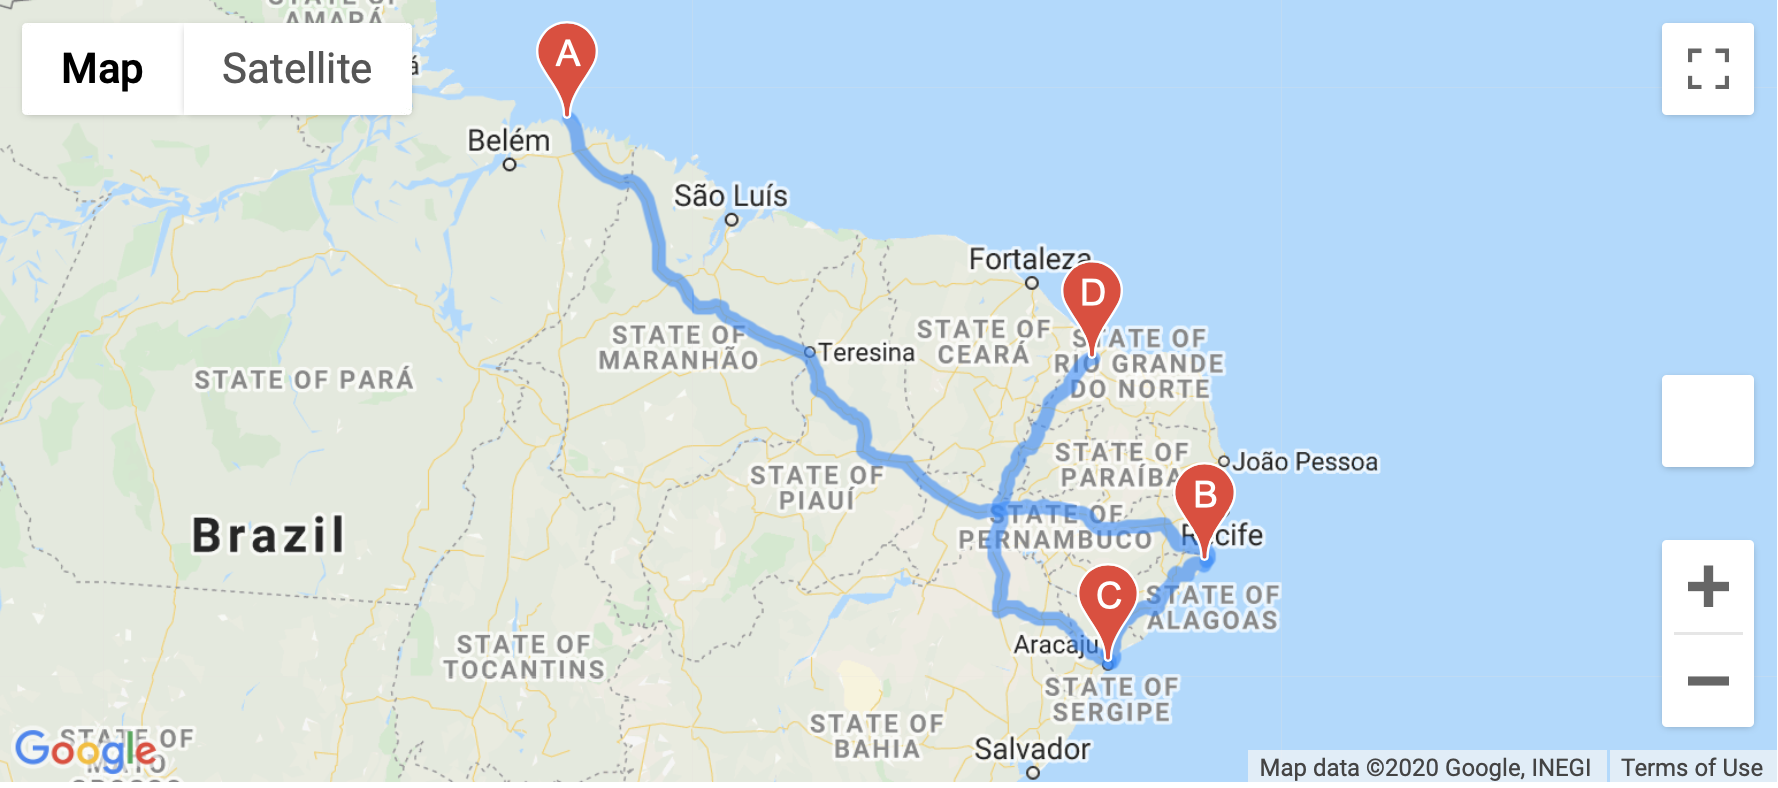 AMAPÁ
Map
Satellite
A
Belém
São Luís
Fortaleza
D
STATE OF
MARANHÃO
Teresina
STATE OF
CEARÁ
STATE OF
RIO GRANDE
DO NORTE
STATE OF PARÁ
STATE OF
PIAUÍ
STATE OF
PARAÍBA
João Pessoa
B
Recife
Brazil
STATE OF
PERNAMBUCO
C
STATE OF
ALAGOAS
Aracaju
STATE OF
TOCANTINS
STATE OF
SERGIPE
STATE OF
BAHIA
Salvador
STATE OF
Google
Map data ©2020 Google, INEGI
Terms of Use